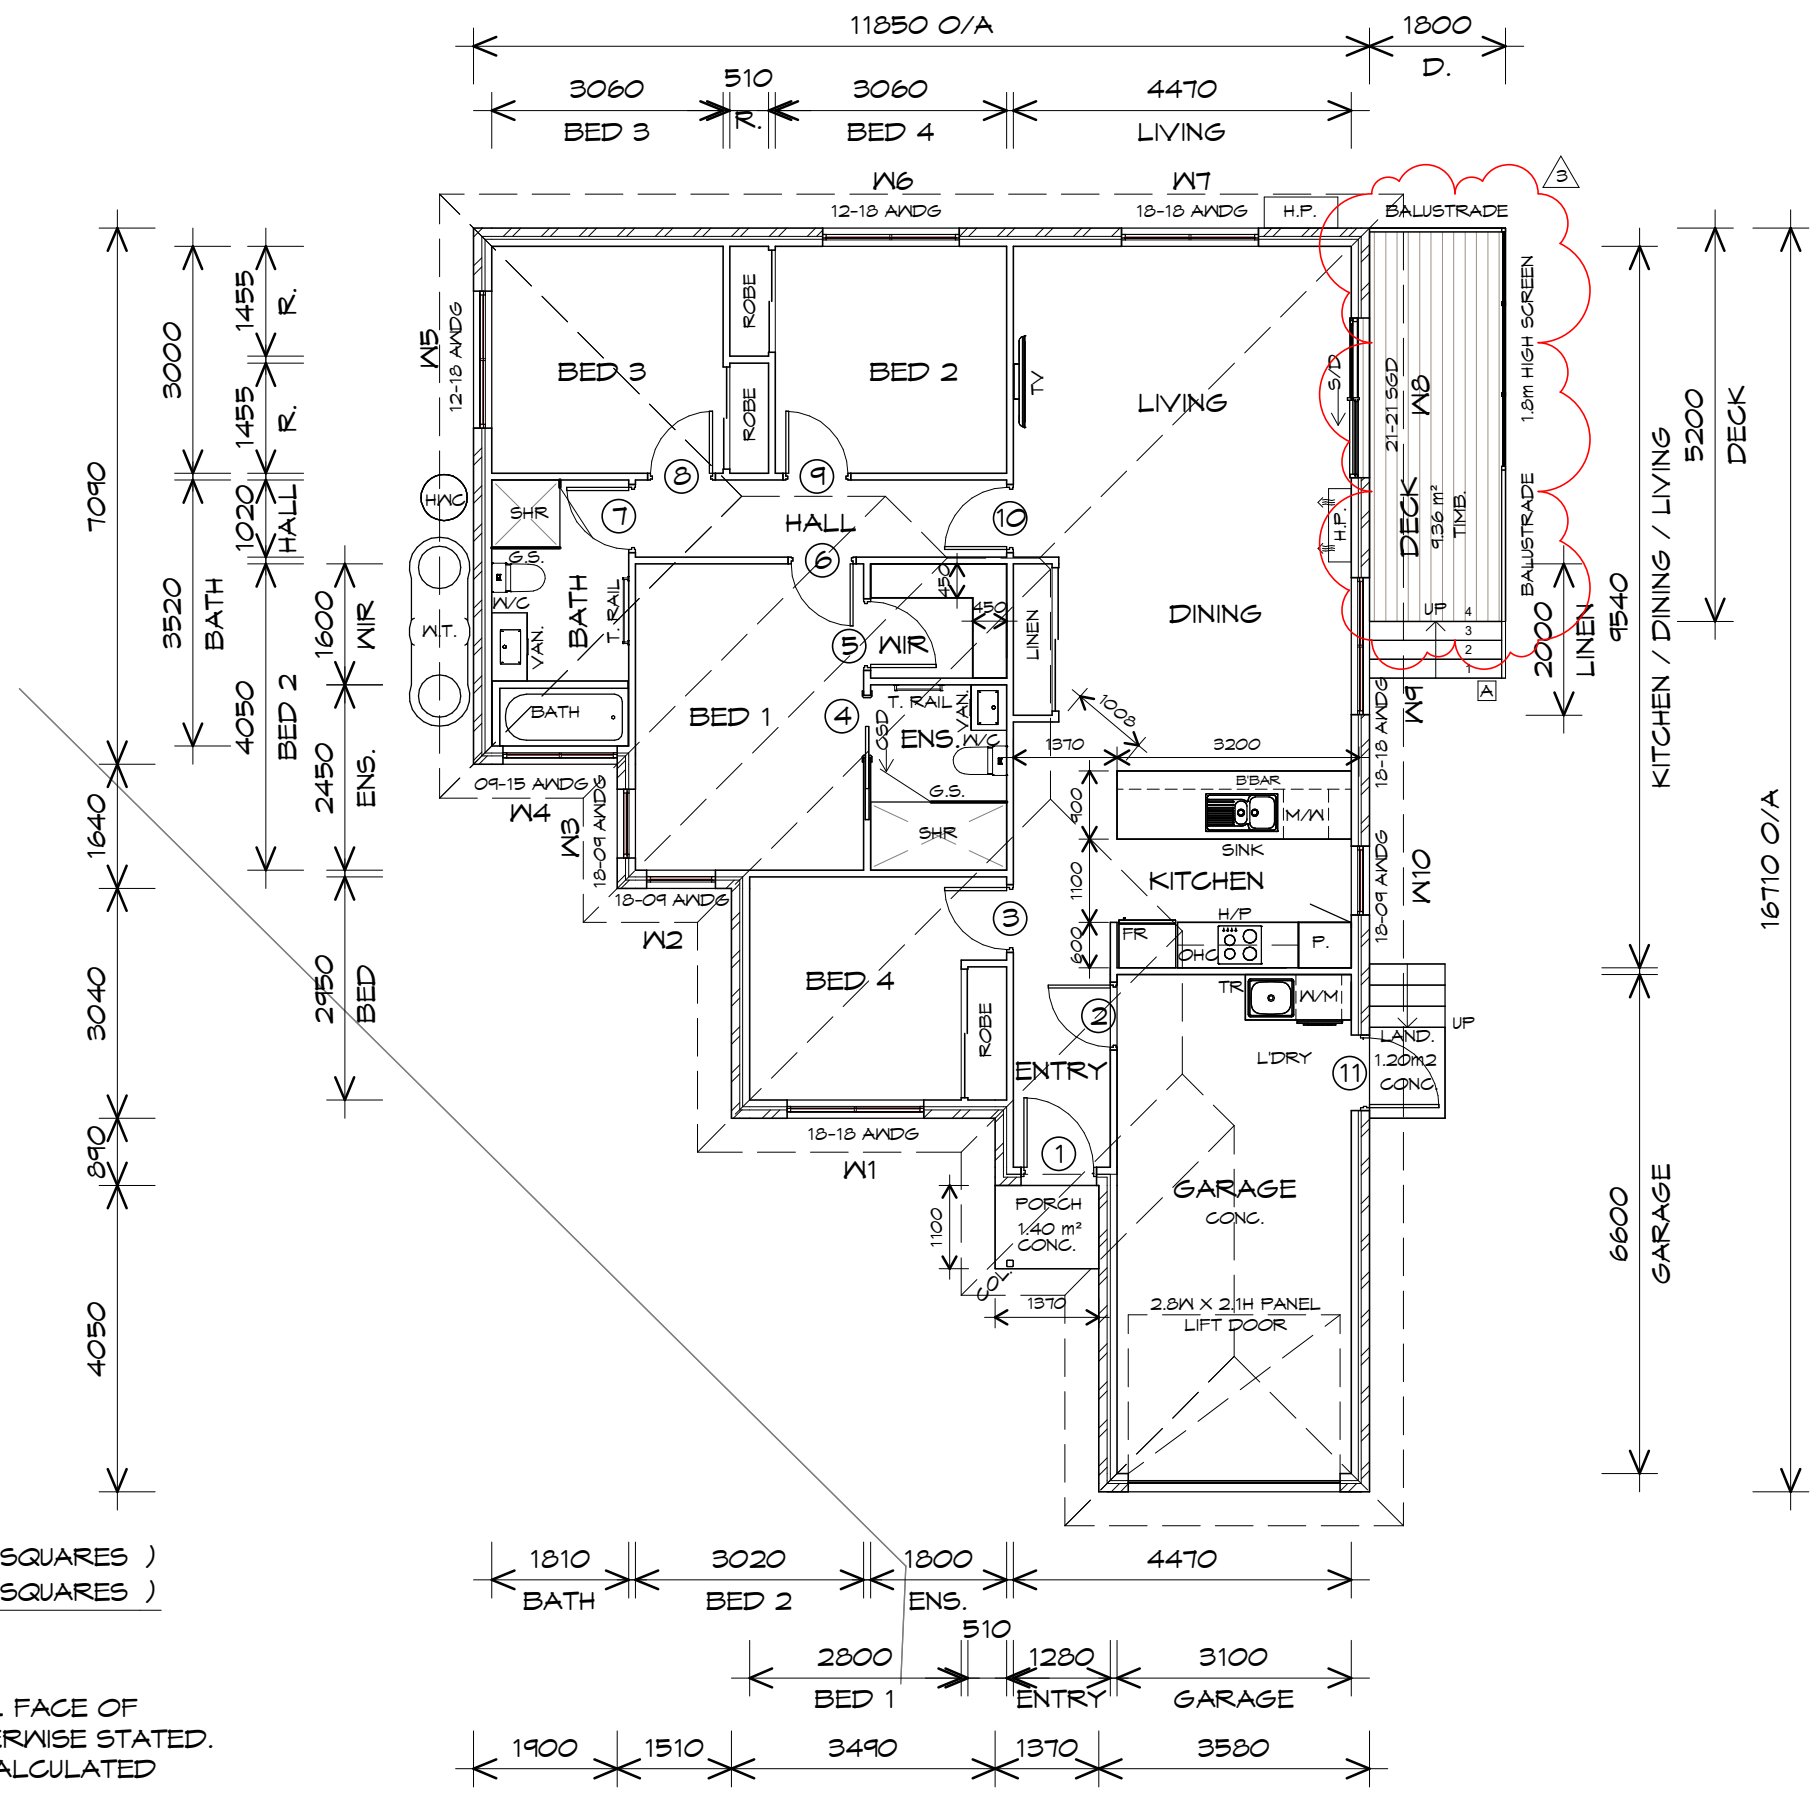 11850 O/A
1800
D.
3060
510
3060
4470
BED 3
R.
BED 4
LIVING
W6
W7
3
12-18 AWDG
18-18 AWDG
H.P.
BALUSTRADE
7090
3000
1455
R.
1455
R.
W5
12-18 AWDG
ROBE
ROBE
BED 3
BED 2
TV
LIVING
S/D
21-21 SGD
W8
1.8m HIGH SCREEN
5200
DECK
8
9
HWC
SHR
7
HALL
10
H.P.
DECK
9.36 m²
TIMB.
BALUSTRADE
KITCHEN / DINING / LIVING
9540
1020
HALL
3520
BATH
G.S.
W/C
BATH
T. RAIL
VAN.
W.T.
6
450
450
5
WIR
LINEN
DINING
UP
4
3
2
1
A
2000
LINEN
1600
WIR
4050
BED 2
BATH
BED 1
4
T. RAIL
VAN.
CSD
ENS.
W/C
G.S.
SHR
1008
1370
3200
W9
18-18 AWDG
2450
ENS.
09-15 AWDG
W4
W3
18-09 AWDG
B'BAR
M/W
SINK
900
1640
16710 O/A
18-09 AWDG
W2
3
KITCHEN
1100
H/P
FR
OHC
P.
600
18-09 AWDG
W10
3040
2950
BED
BED 4
ROBE
2
TR
W/M
L'DRY
UP
LAND.
1.20m2
CONC.
11
ENTRY
18-18 AWDG
W1
1
890
GARAGE
CONC.
6600
GARAGE
PORCH
1.40 m²
CONC.
1100
COL.
1370
2.8W X 2.1H PANEL
LIFT DOOR
4050
SQUARES )
SQUARES )
1810
3020
1800
4470
BATH
BED 2
ENS.
510
2800
1280
3100
BED 1
ENTRY
GARAGE
FACE OF
ERWISE STATED.
ALCULATED
1900
1510
3490
1370
3580